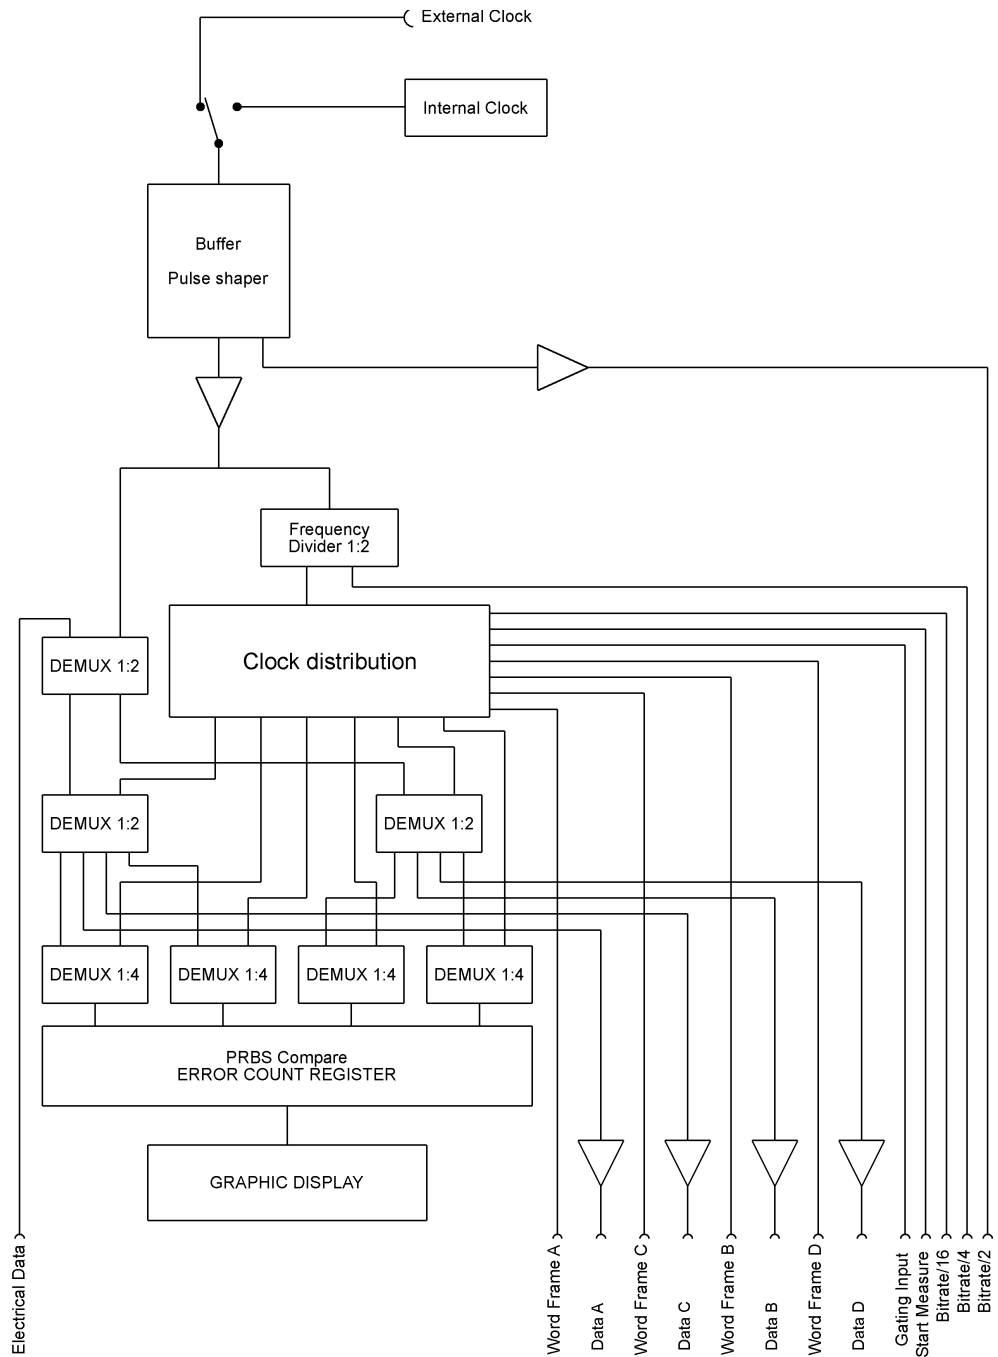 External Clock
Internal Clock
Buffer
Pulse shaper
Frequency
Divider 1:2
Clock distribution
DEMUX 1:2
DEMUX 1:2
DEMUX 1:2
DEMUX 1:4
DEMUX 1:4
DEMUX 1:4
DEMUX 1:4
PRBS Compare
ERROR COUNT REGISTER
GRAPHIC DISPLAY
Electrical Data
Word Frame A
Data A
Word Frame C
Data C
Word Frame B
Data B
Word Frame D
Data D
Gating Input
Start Measure
Bitrate/16
Bitrate/4
Bitrate/2